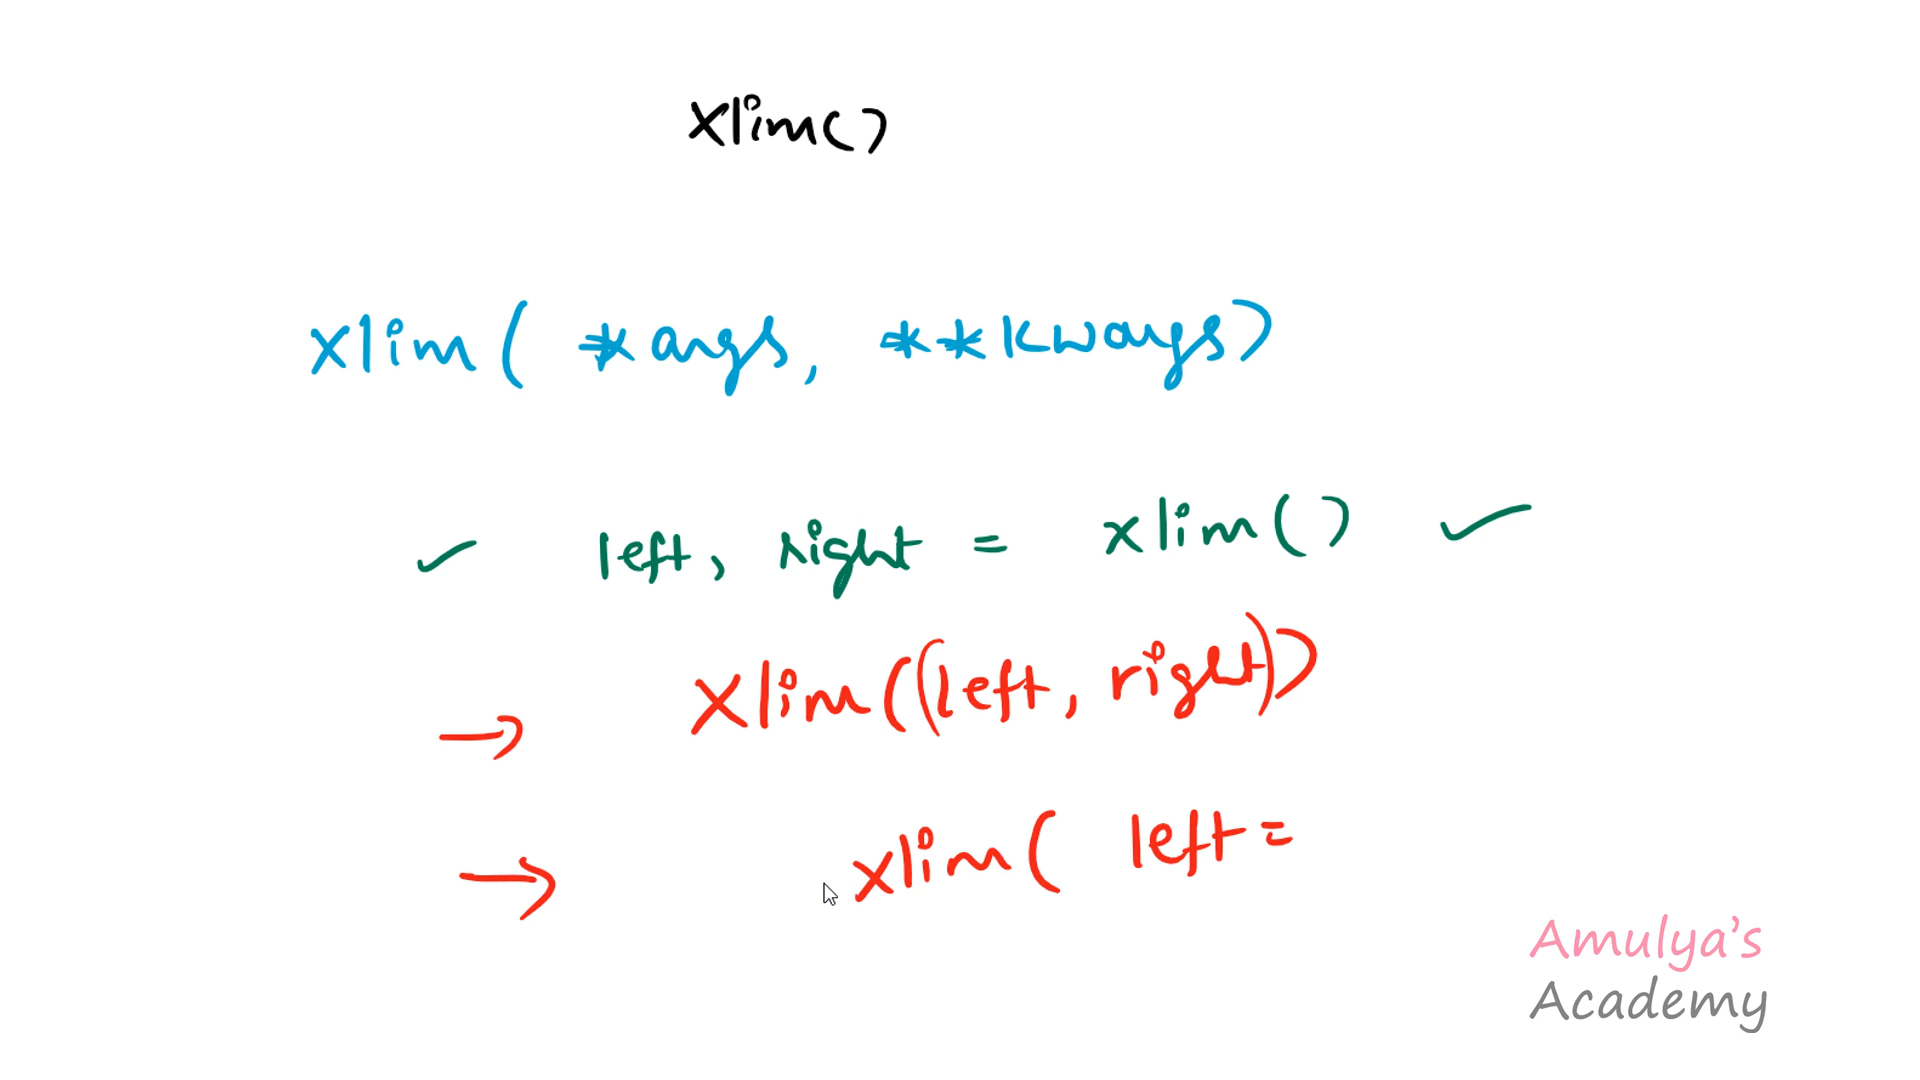 xlim()
xlim( *args, **kwargs)
left, right = xlim()
xlim((left, right))
xlim( left =
Amulya's
Academy